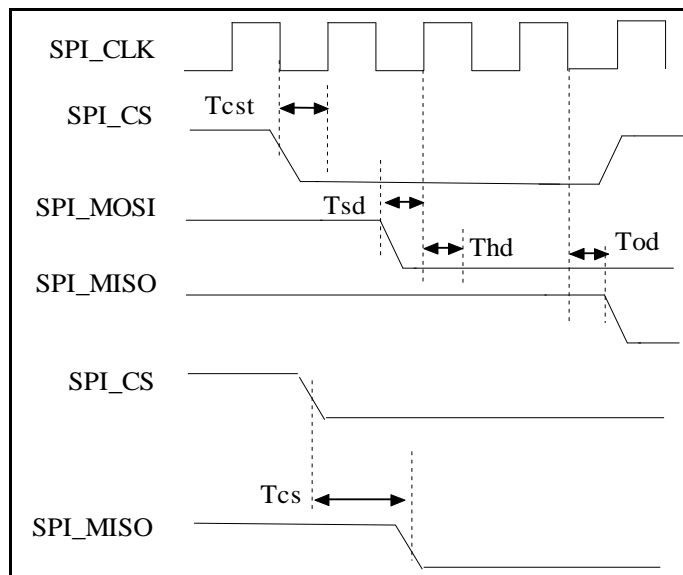 SPI_CLK
Tcst
SPI_CS
Tsd
SPI_MOSI
Thd
Tod
SPI_MISO
SPI_CS
Tcs
SPI_MISO